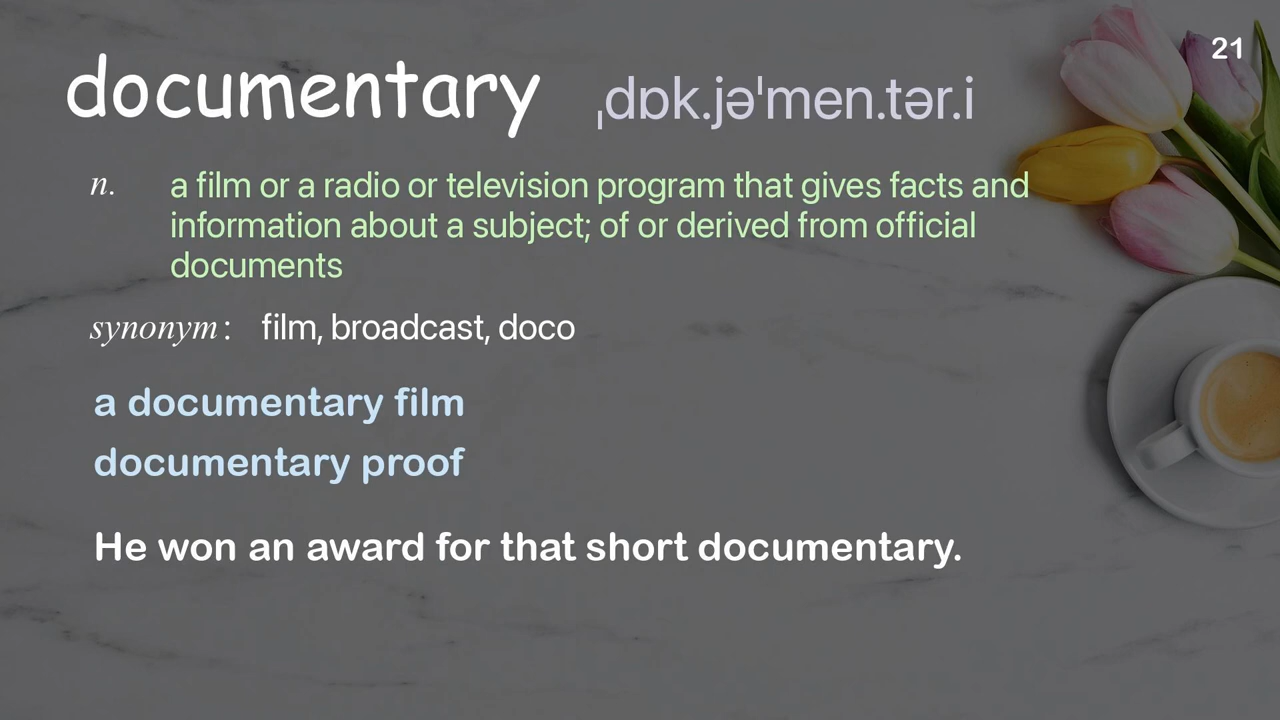 21
documentary ˌdɒk.jəˈmen.tər.i
n. a film or a radio or television program that gives facts and
information about a subject; of or derived from official
documents
synonym: film, broadcast, doco
a documentary film
documentary proof
He won an award for that short documentary.